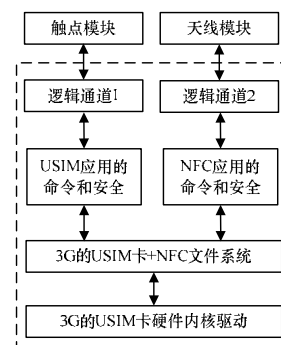 触点模块
天线模块
逻辑通道1
逻辑通道2
USIM应用的
命令和安全
NFC应用的
命令和安全
3G的USIM卡+NFC文件系统
3G的USIM卡硬件内核驱动